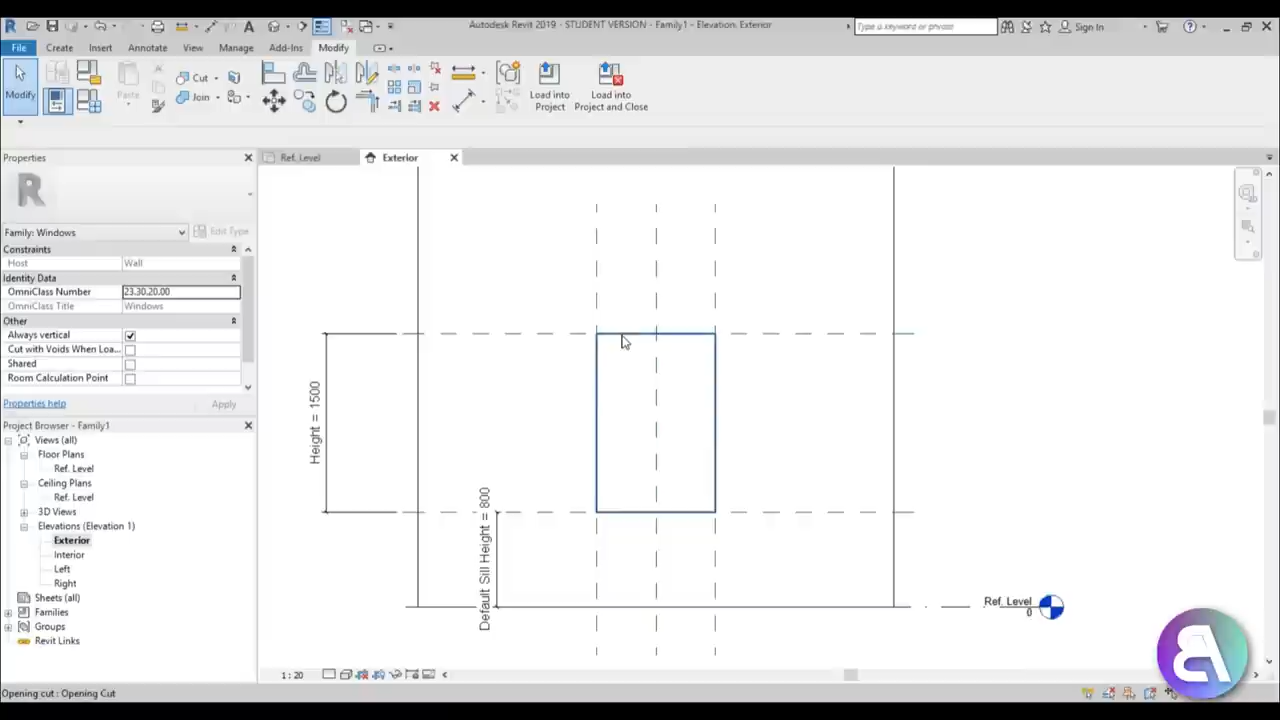 Autodesk Revit 2019 - STUDENT VERSION - Family1 - Elevation: Exterior
Type a keyword or phrase
Sign In
File
Create
Insert
Annotate
View
Manage
Add-Ins
Modify
Modify
Paste
Cut
Join
Load into
Project
Load into
Project and Close
Properties
Ref. Level
Exterior
Family: Windows
Edit Type
Constraints
Host
Wall
Identity Data
OmniClass Number
23.30.20.00
OmniClass Title
Windows
Other
Always vertical
Cut with Voids When Loa...
Shared
Room Calculation Point
Properties help
Apply
Project Browser - Family1
Views (all)
Floor Plans
Ref. Level
Ceiling Plans
Ref. Level
3D Views
Elevations (Elevation 1)
Exterior
Interior
Left
Right
Sheets (all)
Families
Groups
Revit Links
Height = 1500
Default Sill Height = 800
Ref. Level
0
1 : 20
Opening cut : Opening Cut